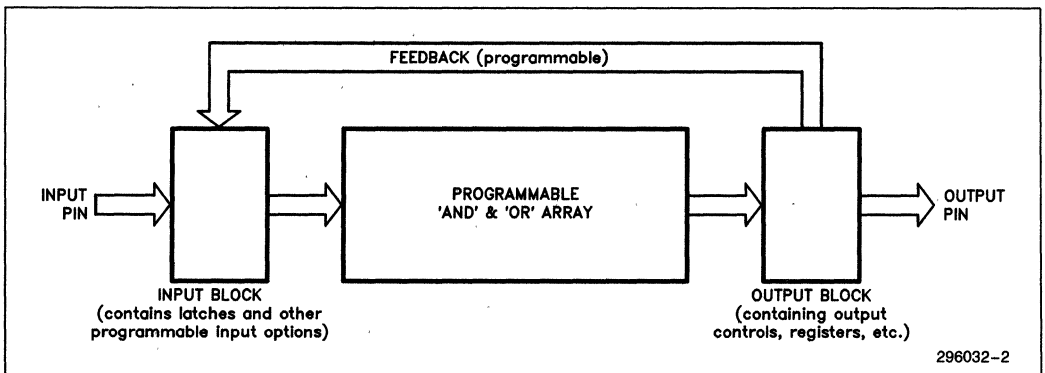 FEEDBACK (programmable)
INPUT
PIN
PROGRAMMABLE
'AND' & 'OR' ARRAY
OUTPUT
PIN
INPUT BLOCK
(contains latches and other
programmable input options)
OUTPUT BLOCK
(containing output
controls, registers, etc.)
296032-2